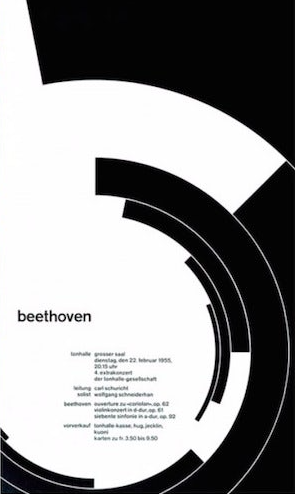 beethoven
tonhalle grosser saal
dienstag, den 22. februar 1955,
20.15 uhr
4. extrakonzert
der tonhalle-gesellschaft
leitung carl schuricht
solist wolfgang schneiderhan
beethoven ouverture zu «coriolan», op. 62
violinkonzert in d-dur, op. 61
siebente sinfonie in a-dur, op. 92
vorverkauf tonhalle-kasse, hug, jecklin,
kuoni
karten zu fr. 3.50 bis 9.50